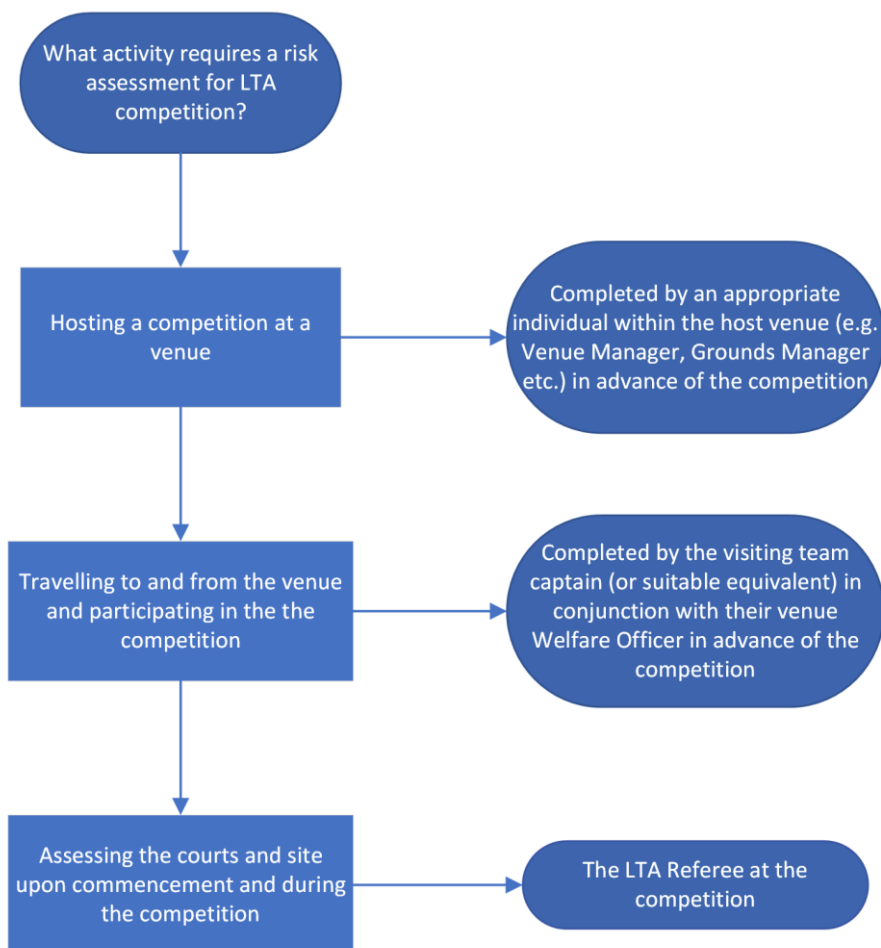 What activity requires a risk
assessment for LTA
competition?
Hosting a competition at a
venue
Completed by an appropriate
individual within the host venue (e.g.
Venue Manager, Grounds Manager
etc.) in advance of the competition
Travelling to and from the venue
and participating in the the
competition
Completed by the visiting team
captain (or suitable equivalent) in
conjunction with their venue
Welfare Officer in advance of the
competition
Assessing the courts and site
upon commencement and during
the competition
The LTA Referee at the
competition